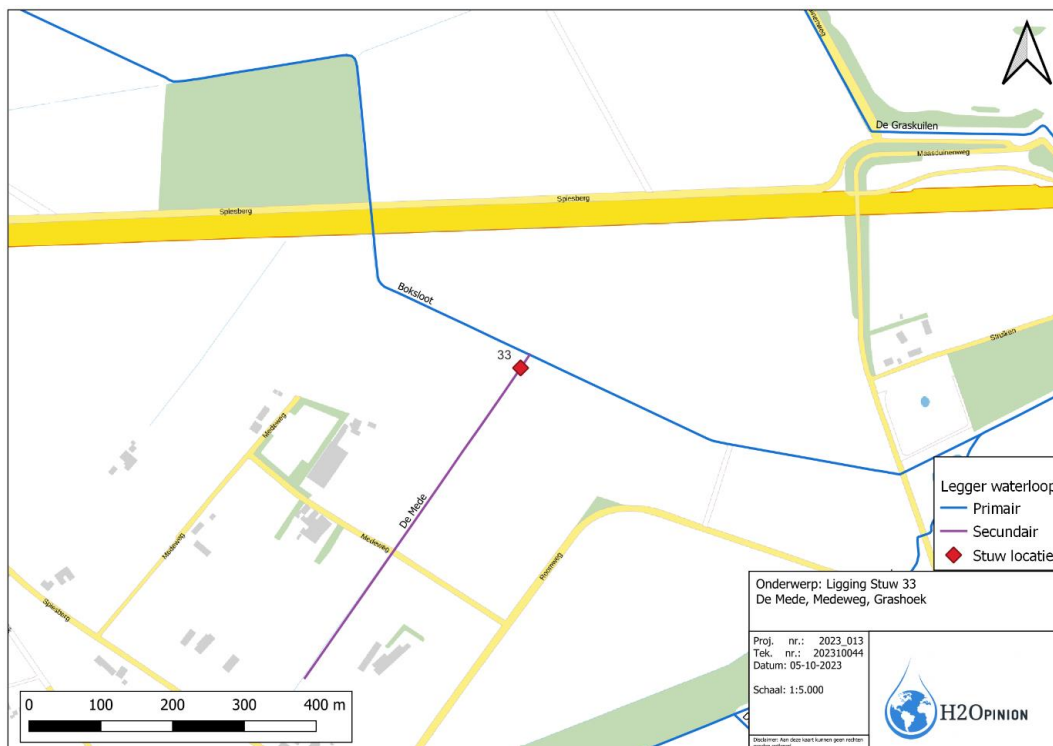 De Graskuilen
Maasduinenweg
Spiesberg
Spiesberg
Boksloot
Struiken
33
Medeweg
De Mede
Medeweg
Medeweg
Roomweg
Spiesberg
Legger waterloop
Primair
Secundair
Stuw locatie
Onderwerp: Ligging Stuw 33
De Mede, Medeweg, Grashoek
Proj. nr.: 2023_013
Tek. nr.: 202310044
Datum: 05-10-2023
Schaal: 1:5.000
H2OPINION
Disclaimer: Aan deze kaart kunnen geen rechten
0 100 200 300 400 m